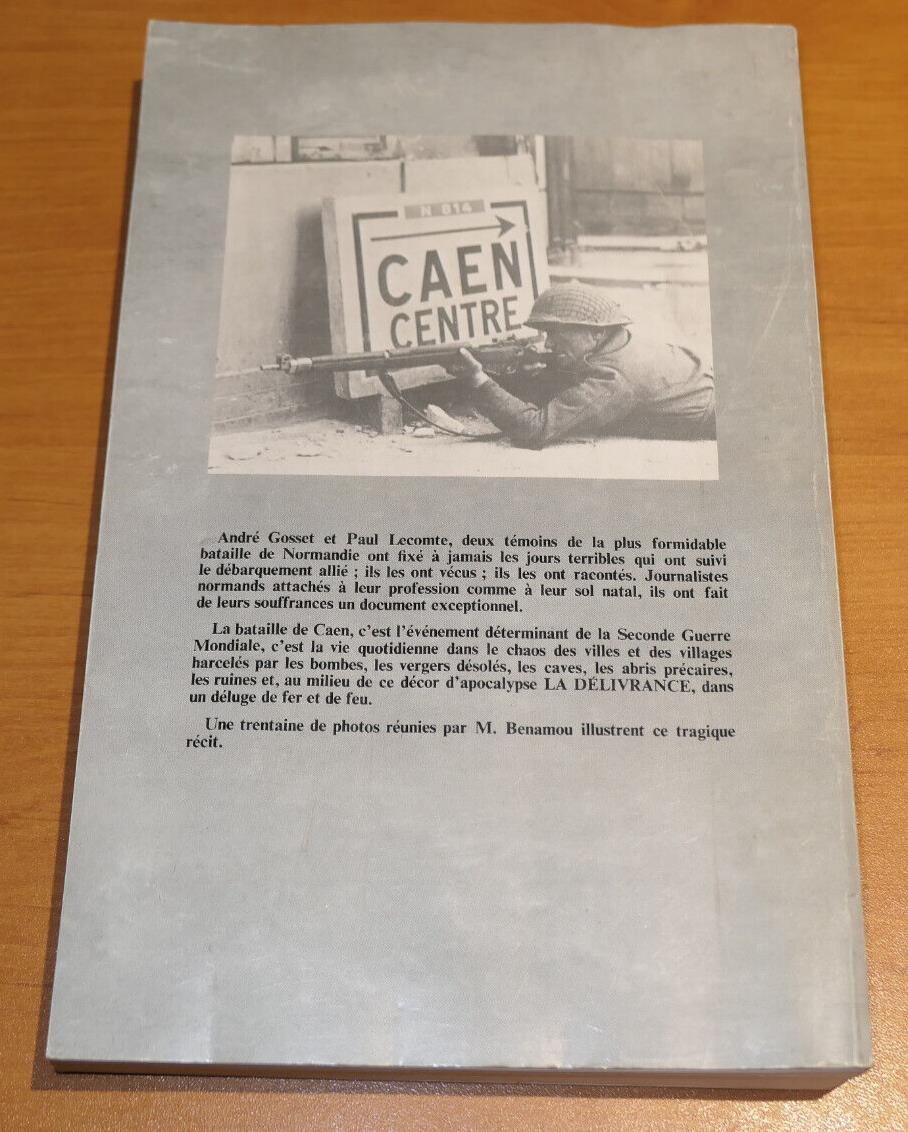 N 814
CAEN
CENTRE
André Gosset et Paul Lecomte, deux témoins de la plus formidable
bataille de Normandie ont fixé à jamais les jours terribles qui ont suivi
le débarquement allié ; ils les ont vécus ; ils les ont racontés. Journalistes
normands attachés à leur profession comme à leur sol natal, ils ont fait
de leurs souffrances un document exceptionnel.
La bataille de Caen, c'est l'événement déterminant de la Seconde Guerre
Mondiale, c'est la vie quotidienne dans le chaos des villes et des villages
harcelés par les bombes, les vergers désolés, les caves, les abris précaires,
les ruines et, au milieu de ce décor d'apocalypse LA DÉLIVRANCE, dans
un déluge de fer et de feu.
Une trentaine de photos réunies par M. Benamou illustrent ce tragique
récit.